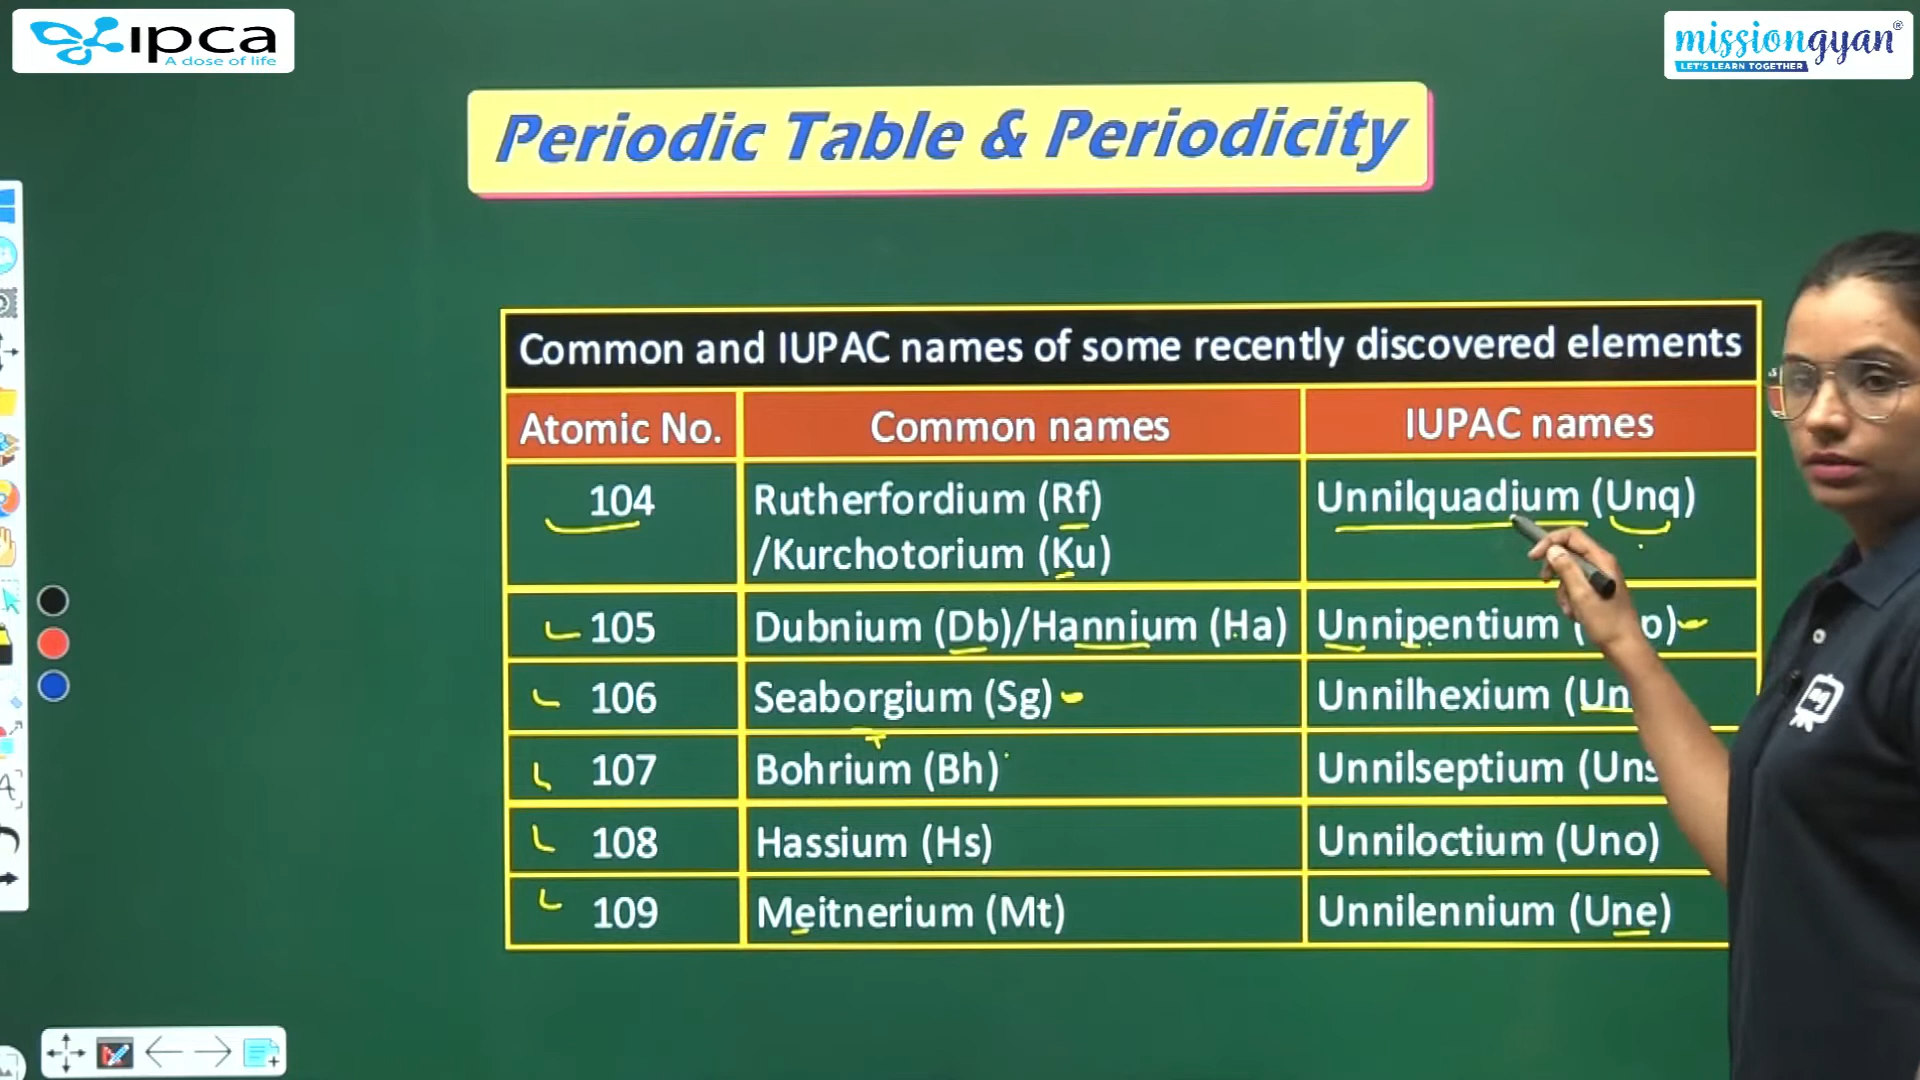 ipca
A dose of life
missiongyan®
LET'S LEARN TOGETHER
Periodic Table & Periodicity
Common and IUPAC names of some recently discovered elements
Atomic No. Common names IUPAC names
104 Rutherfordium (Rf) Unnilquadium (Unq)
/Kurchotorium (Ku)
105 Dubnium (Db)/Hannium (Ha) Unnipentium
106 Seaborgium (Sg) Unnilhexium
107 Bohrium (Bh) Unnilseptium (Uns
108 Hassium (Hs) Unniloctium (Uno)
109 Meitnerium (Mt) Unnilennium (Une)